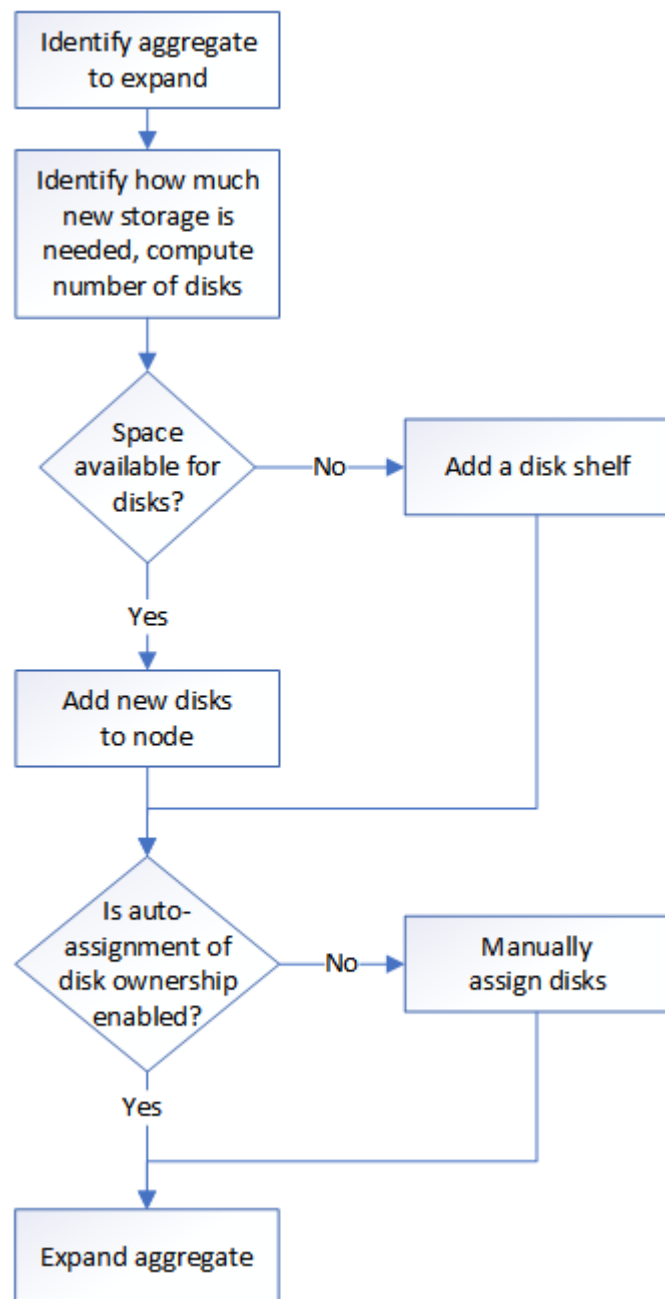 Identify aggregate
to expand
Identify how much
new storage is
needed, compute
number of disks
Space
available for
disks?
No
Add a disk shelf
Yes
Add new disks
to node
Is auto-
assignment of
disk ownership
enabled?
No
Manually
assign disks
Yes
Expand aggregate